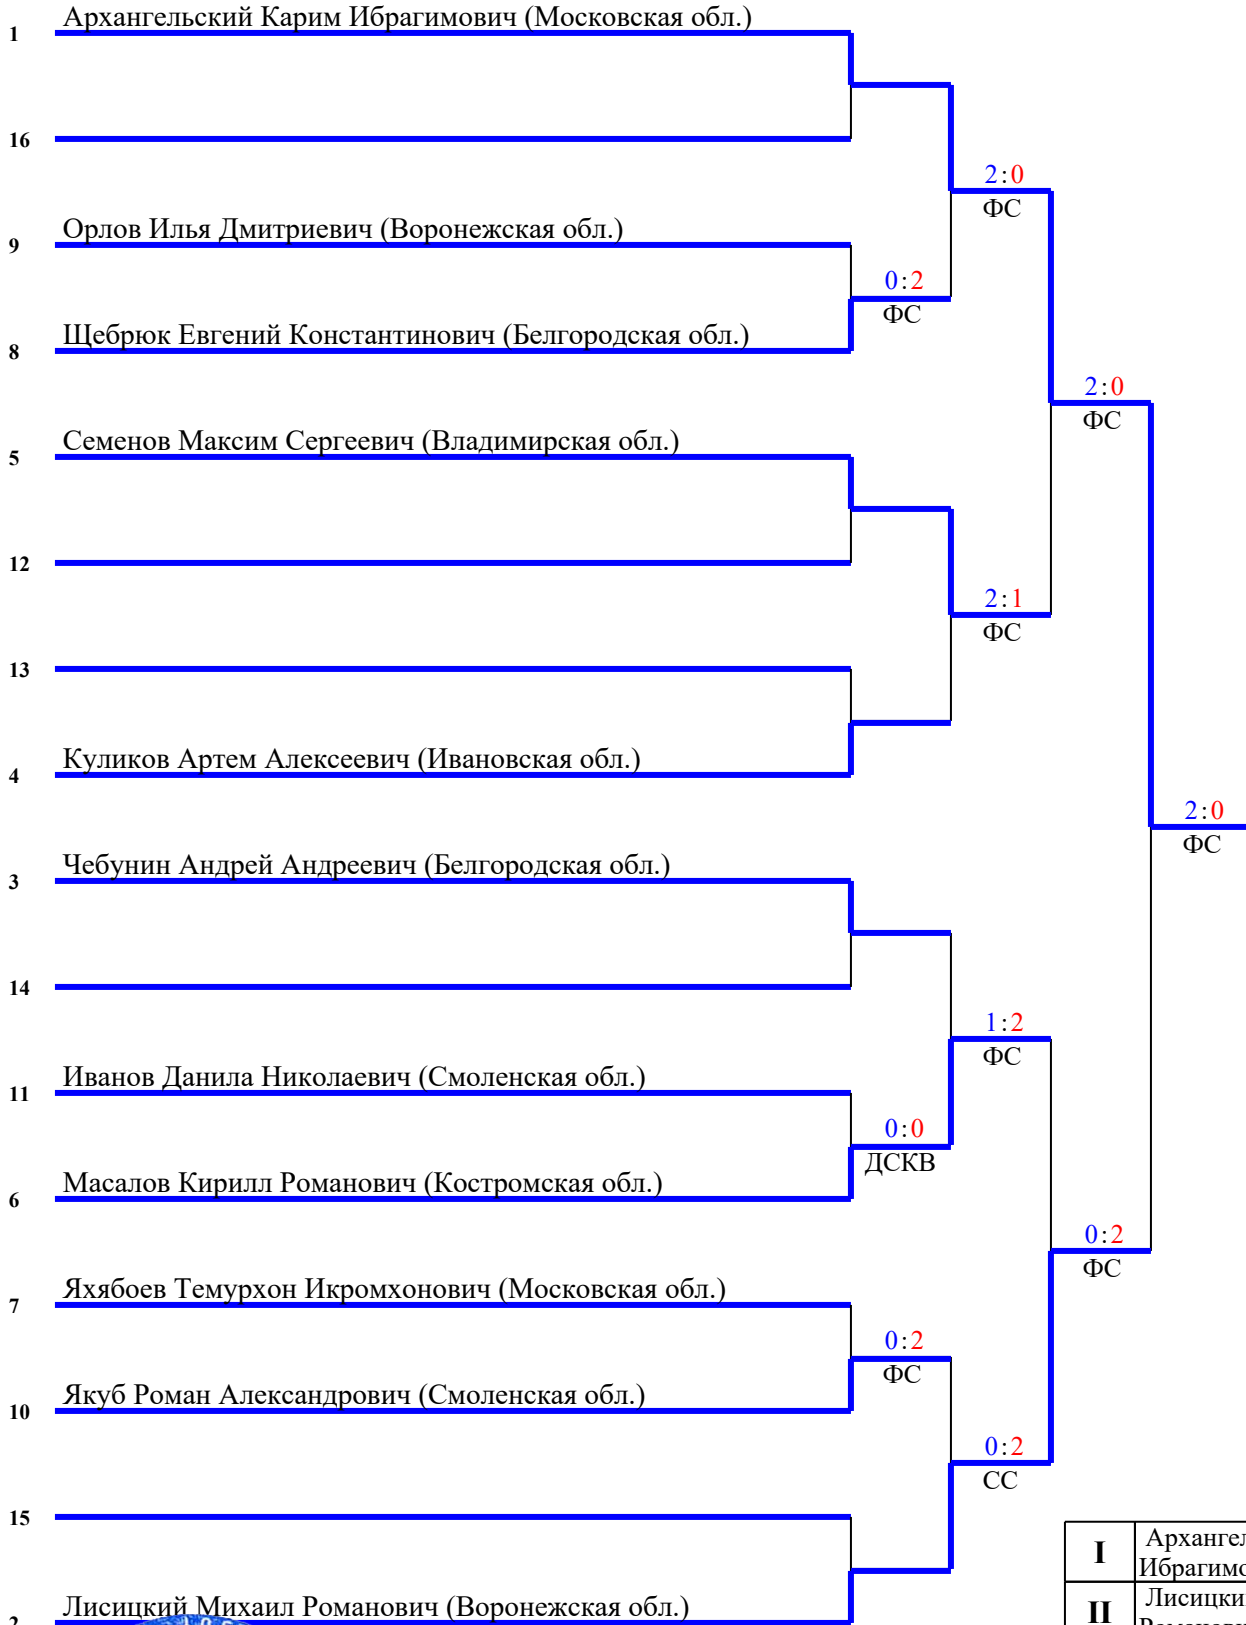 Архангельский Карим Ибрагимович (Московская обл.)
1
16
2:0
ФС
Орлов Илья Дмитриевич (Воронежская обл.)
9
0:2
ФС
Щебрюк Евгений Константинович (Белгородская обл.)
8
2:0
ФС
Семенов Максим Сергеевич (Владимирская обл.)
5
12
2:1
ФС
13
Куликов Артем Алексеевич (Ивановская обл.)
4
2:0
ФС
Чебунин Андрей Андреевич (Белгородская обл.)
3
14
1:2
ФС
Иванов Данила Николаевич (Смоленская обл.)
11
0:0
ДСКВ
Масалов Кирилл Романович (Костромская обл.)
6
0:2
ФС
Яхябоев Темурхон Икромхонович (Московская обл.)
7
0:2
ФС
Якуб Роман Александрович (Смоленская обл.)
10
0:2
СС
15
I
Лисицкий Михаил Романович (Воронежская обл.)
2
II